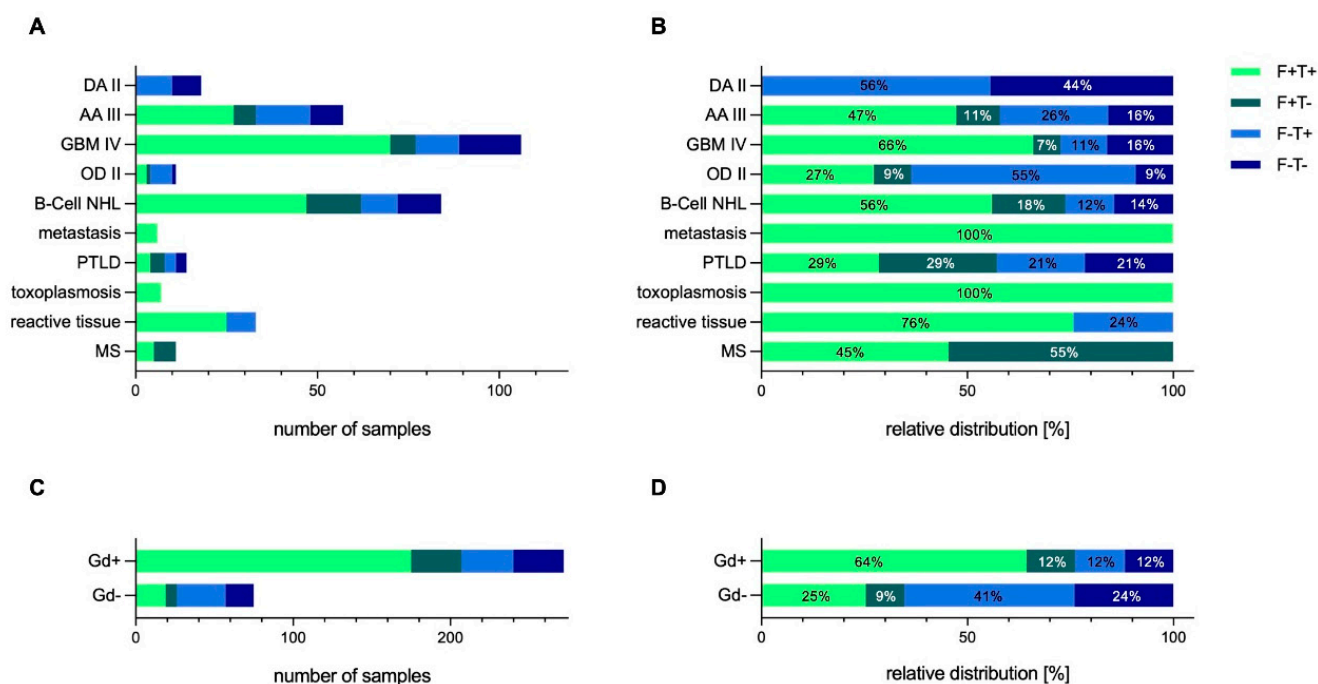 A
DA II
AA III
GBM IV
OD II
B-Cell NHL
metastasis
PTLD
toxoplasmosis
reactive tissue
MS
0 50 100
number of samples
B
DA II 56% 44%
AA III 47% 11% 26% 16%
GBM IV 66% 7% 11% 16%
OD II 27% 9% 55% 9%
B-Cell NHL 56% 18% 12% 14%
metastasis 100%
PTLD 29% 29% 21% 21%
toxoplasmosis 100%
reactive tissue 76% 24%
MS 45% 55%
0 50 100
relative distribution [%]
F+T+
F+T-
F-T+
F-T-
C
Gd+
Gd-
0 100 200
number of samples
D
Gd+ 64% 12% 12% 12%
Gd- 25% 9% 41% 24%
0 50 100
relative distribution [%]